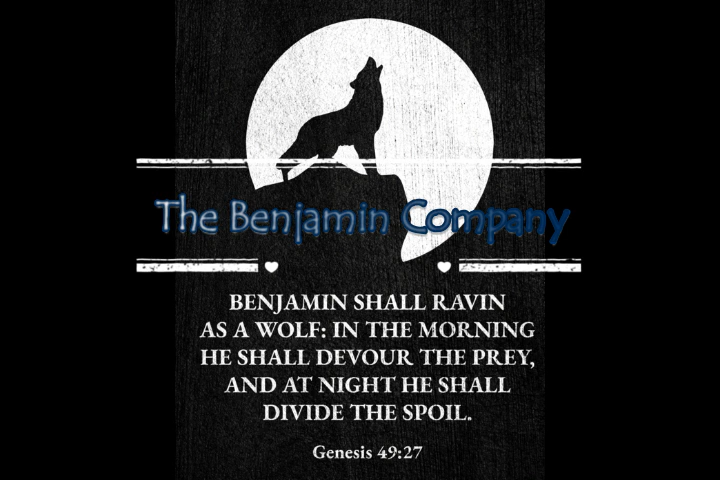 The Benjamin Company
BENJAMIN SHALL RAVIN
AS A WOLF: IN THE MORNING
HE SHALL DEVOUR THE PREY,
AND AT NIGHT HE SHALL
DIVIDE THE SPOIL.
Genesis 49:27